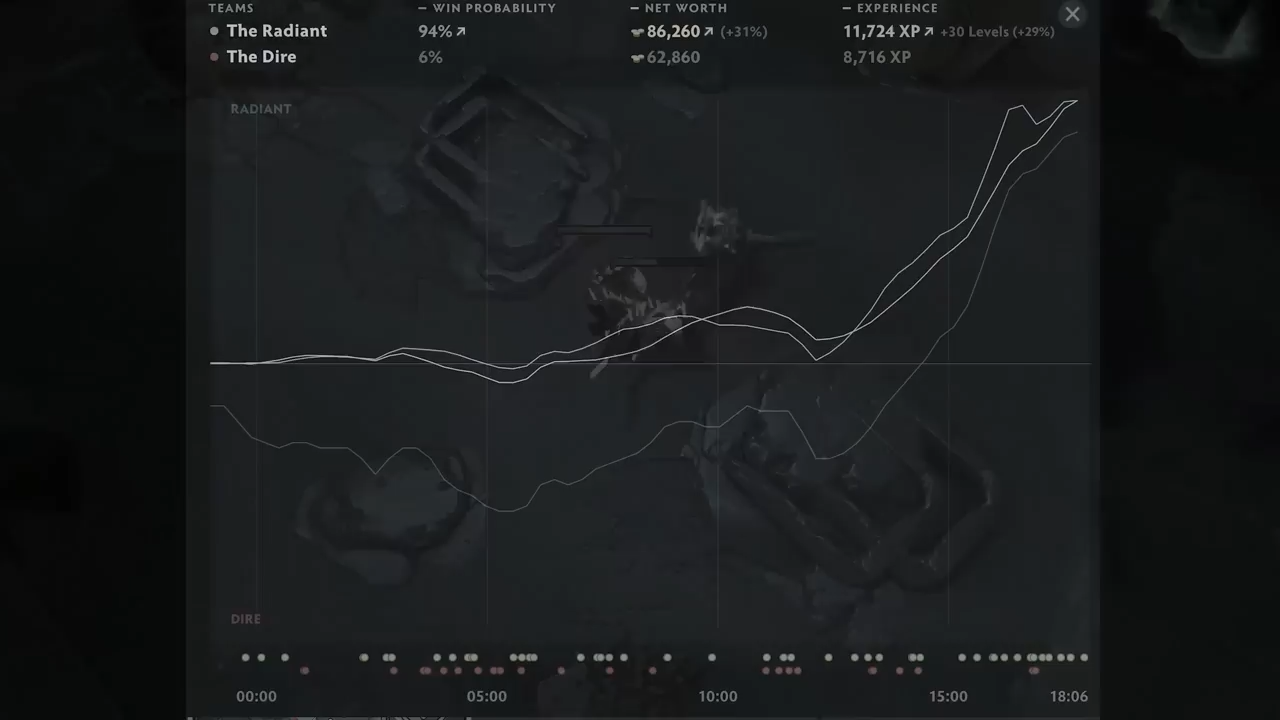 TEAMS – WIN PROBABILITY – NET WORTH – EXPERIENCE
The Radiant 94% 86,260 (+31%) 11,724 XP +30 Levels (+29%)
The Dire 6% 62,860 8,716 XP
RADIANT
DIRE
00:00 05:00 10:00 15:00 18:06